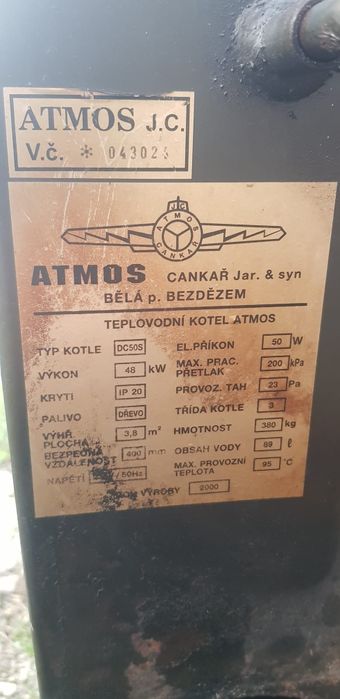 ATMOS J.C.
V.č. * 043023
J C
ATMOS
CANKAŘ
ATMOS CANKAŘ Jar. & syn
BĚLÁ p. BEZDĚZEM
TEPLOVODNÍ KOTEL ATMOS
TYP KOTLE DC50S
VÝKON 48 kW
KRYTÍ IP 20
PALIVO DŘEVO
VÝHŘ. PLOCHA 3,8 m²
BEZPEČNÁ VZDÁLENOST 400 mm
NAPĚTÍ /50Hz
EL.PŘÍKON 50 W
MAX. PRAC. PŘETLAK 200 kPa
PROVOZ. TAH 23 Pa
TŘÍDA KOTLE 3
HMOTNOST 380 kg
OBSAH VODY 89 ℓ
MAX. PROVOZNÍ TEPLOTA 95 °C
VÝROBY 2000